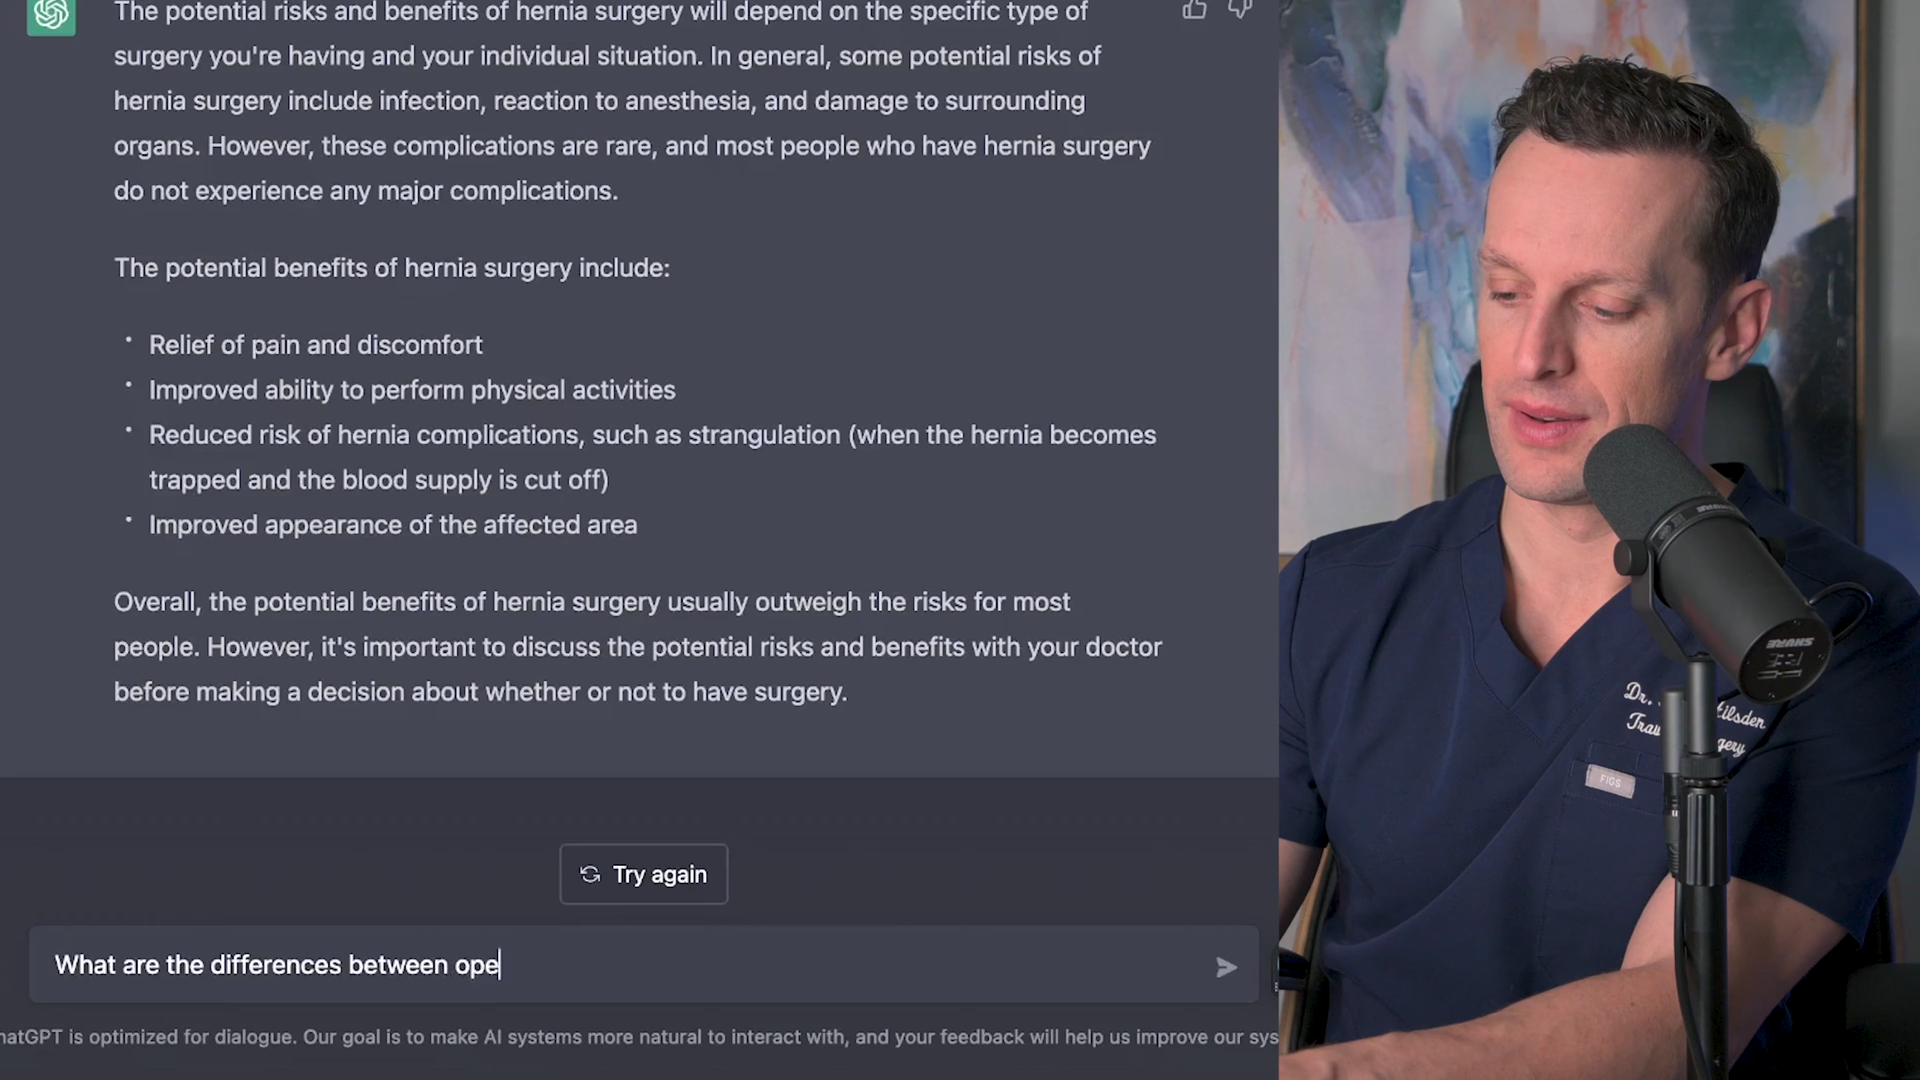 The potential risks and benefits of hernia surgery will depend on the specific type of
surgery you're having and your individual situation. In general, some potential risks of
hernia surgery include infection, reaction to anesthesia, and damage to surrounding
organs. However, these complications are rare, and most people who have hernia surgery
do not experience any major complications.
The potential benefits of hernia surgery include:
• Relief of pain and discomfort
• Improved ability to perform physical activities
• Reduced risk of hernia complications, such as strangulation (when the hernia becomes
trapped and the blood supply is cut off)
• Improved appearance of the affected area
Overall, the potential benefits of hernia surgery usually outweigh the risks for most
people. However, it's important to discuss the potential risks and benefits with your doctor
before making a decision about whether or not to have surgery.
Try again
What are the differences between ope
hatGPT is optimized for dialogue. Our goal is to make AI systems more natural to interact with, and your feedback will help us improve our sys
Dr. ilsden
Trau gery
FIGS
SHURE